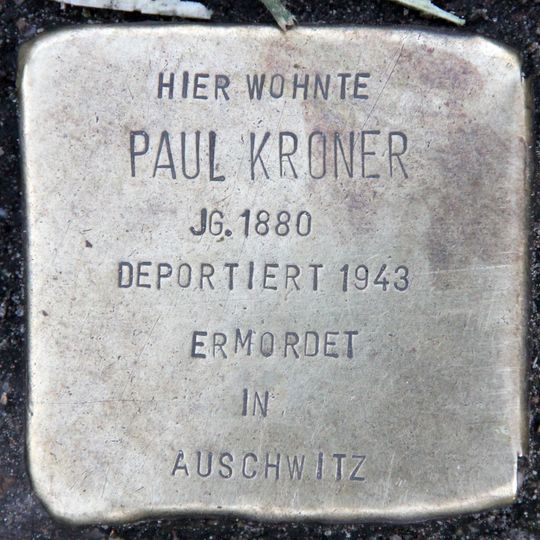 HIER WOHNTE
PAUL KRONER
JG. 1880
DEPORTIERT 1943
ERMORDET
IN
AUSCHWITZ